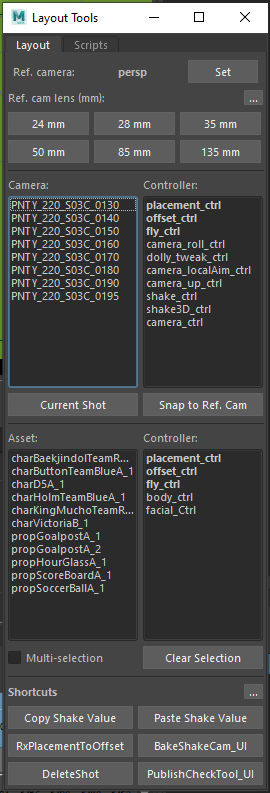 Layout Tools
Layout Scripts
Ref. camera: persp Set
Ref. cam lens (mm): ...
24 mm 28 mm 35 mm
50 mm 85 mm 135 mm
Camera: Controller:
PNTY_220_S03C_0130 placement_ctrl
PNTY_220_S03C_0140 offset_ctrl
PNTY_220_S03C_0150 fly_ctrl
PNTY_220_S03C_0160 camera_roll_ctrl
PNTY_220_S03C_0170 dolly_tweak_ctrl
PNTY_220_S03C_0180 camera_localAim_ctrl
PNTY_220_S03C_0190 camera_up_ctrl
PNTY_220_S03C_0195 shake_ctrl
shake3D_ctrl
camera_ctrl
Current Shot Snap to Ref. Cam
Asset: Controller:
charBaekjindolTeamR... placement_ctrl
charButtonTeamBlueA_1 offset_ctrl
charD5A_1 fly_ctrl
charHolmTeamBlueA_1 body_ctrl
charKingMuchoTeamR... facial_Ctrl
charVictoriaB_1
propGoalpostA_1
propGoalpostA_2
propHourGlassA_1
propScoreBoardA_1
propSoccerBallA_1
Multi-selection Clear Selection
Shortcuts ...
Copy Shake Value Paste Shake Value
RxPlacementToOffset BakeShakeCam_UI
DeleteShot PublishCheckTool_UI